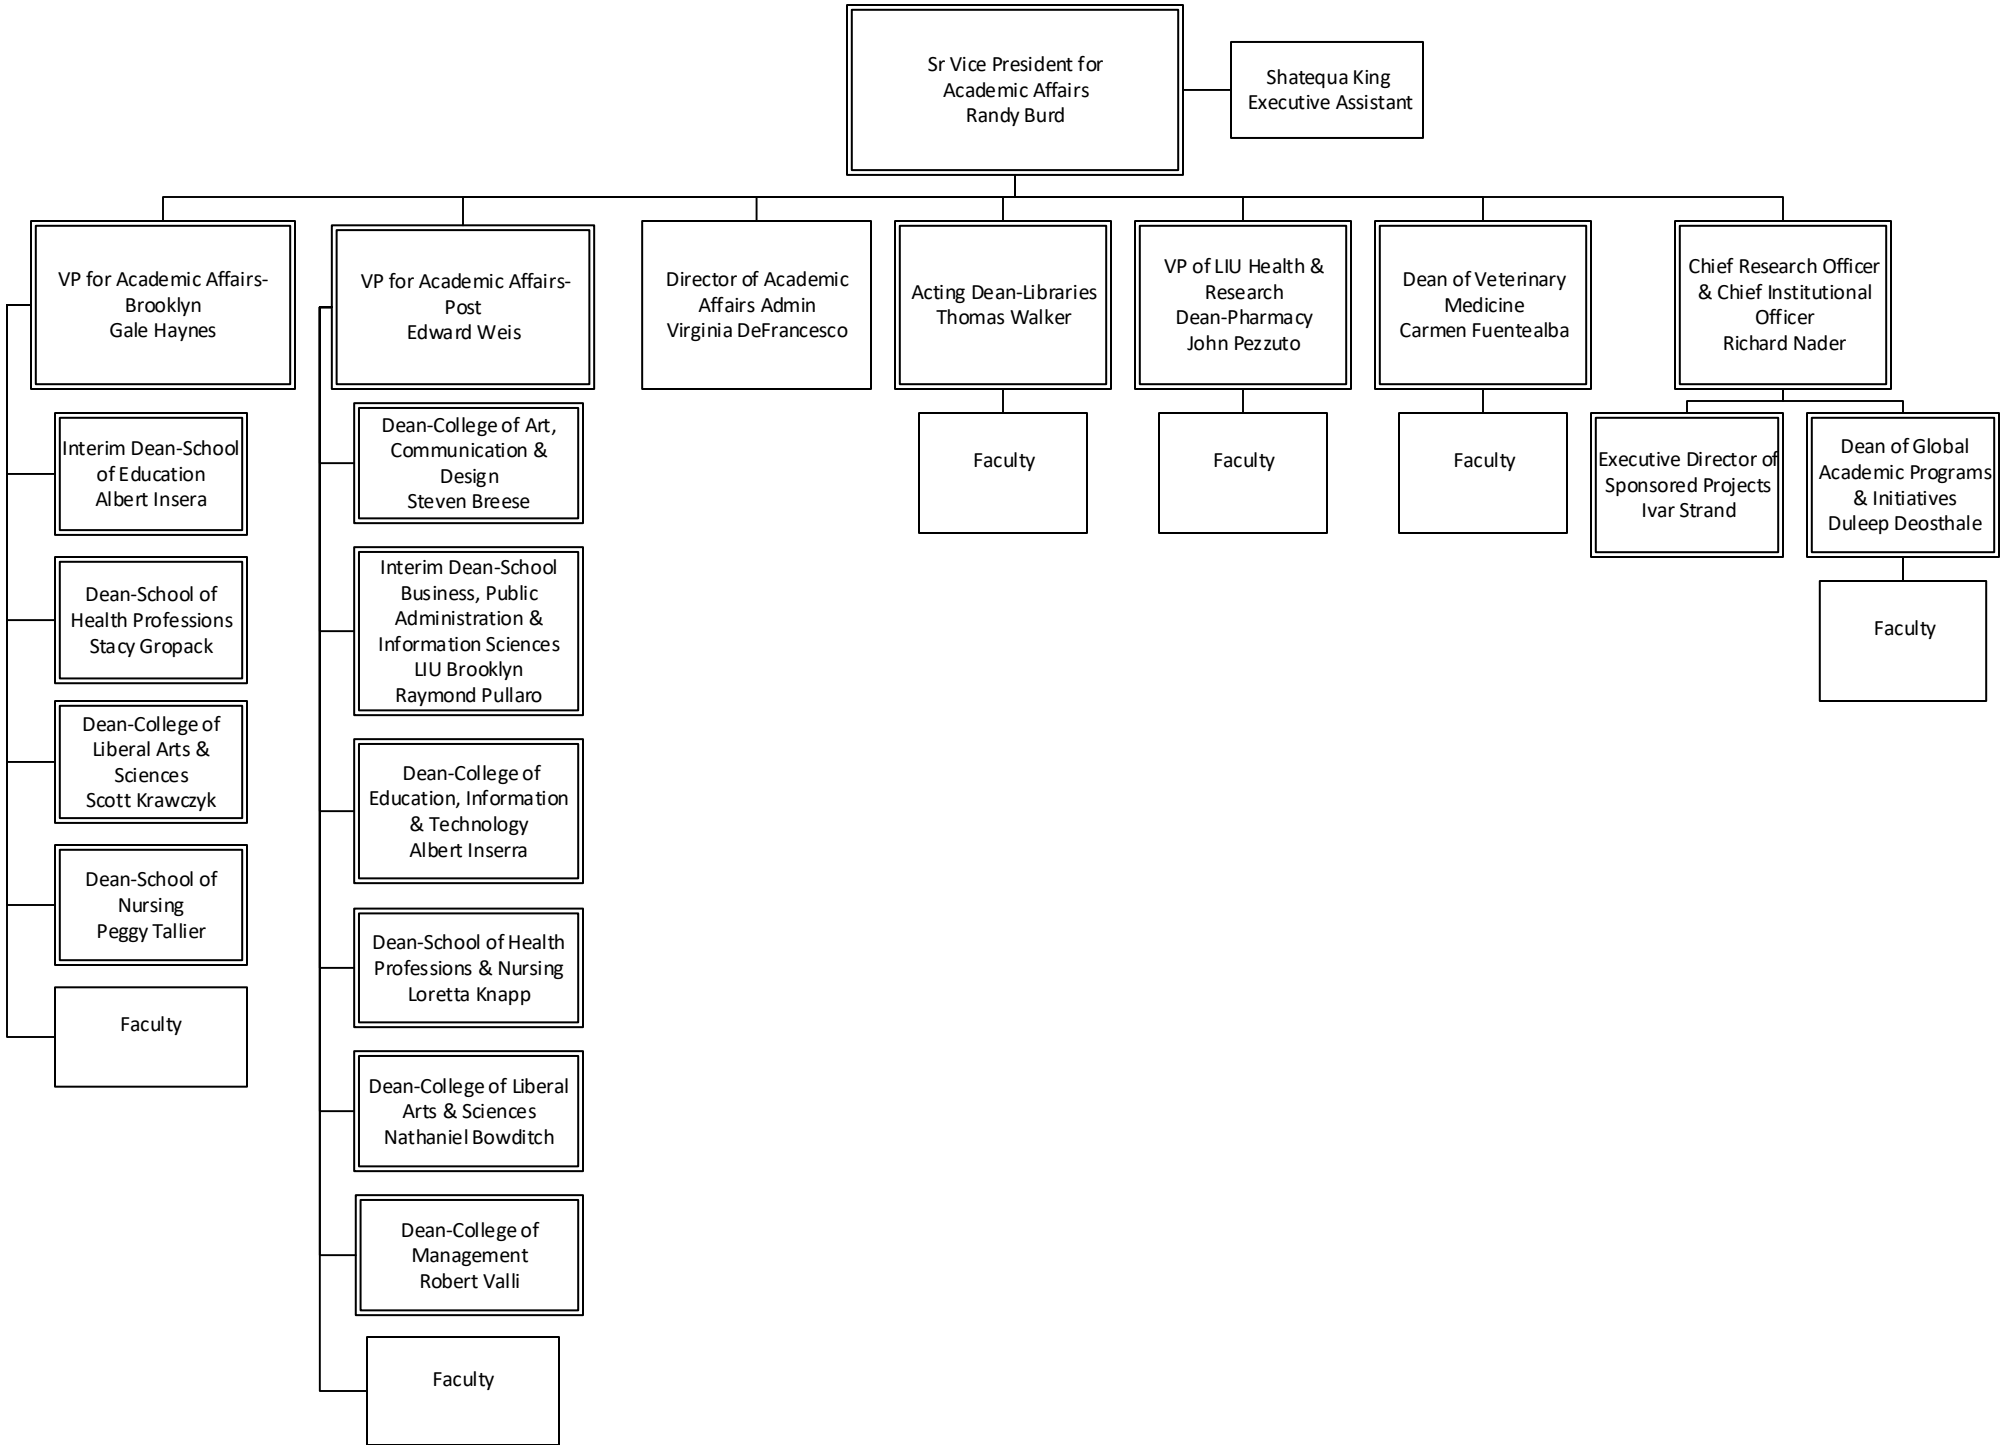 Sr Vice President for
Academic Affairs
Randy Burd
Shatequa King
Executive Assistant
VP for Academic Affairs-
Brooklyn
Gale Haynes
VP for Academic Affairs-
Post
Edward Weis
Director of Academic
Affairs Admin
Virginia DeFrancesco
Acting Dean-Libraries
Thomas Walker
VP of LIU Health &
Research
Dean-Pharmacy
John Pezzuto
Dean of Veterinary
Medicine
Carmen Fuentealba
Chief Research Officer
& Chief Institutional
Officer
Richard Nader
Interim Dean-School
of Education
Albert Insera
Dean-School of
Health Professions
Stacy Gropack
Dean-College of
Liberal Arts &
Sciences
Scott Krawczyk
Dean-School of
Nursing
Peggy Tallier
Faculty
Dean-College of Art,
Communication &
Design
Steven Breese
Interim Dean-School
Business, Public
Administration &
Information Sciences
LIU Brooklyn
Raymond Pullaro
Dean-College of
Education, Information
& Technology
Albert Inserra
Dean-School of Health
Professions & Nursing
Loretta Knapp
Dean-College of Liberal
Arts & Sciences
Nathaniel Bowditch
Dean-College of
Management
Robert Valli
Faculty
Faculty
Faculty
Faculty
Executive Director of
Sponsored Projects
Ivar Strand
Dean of Global
Academic Programs
& Initiatives
Duleep Deosthale
Faculty